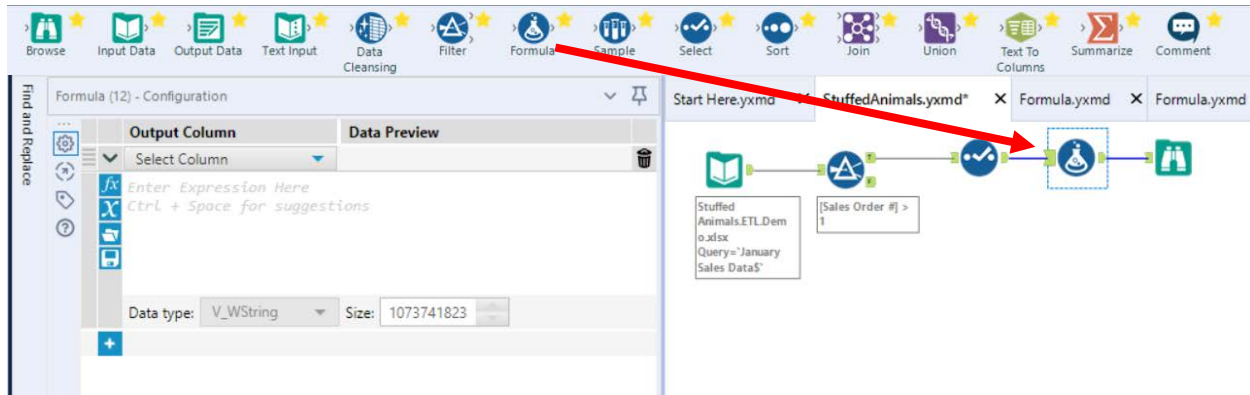 Browse
Input Data
Output Data
Text Input
Data
Cleansing
Filter
Formula
Sample
Select
Sort
Join
Union
Text To
Columns
Summarize
Comment
Find and Replace
Formula (12) - Configuration
Output Column
Data Preview
Select Column
Enter Expression Here
Ctrl + Space for suggestions
Data type:
V_WString
Size:
1073741823
Start Here.yxmd
StuffedAnimals.yxmd*
Formula.yxmd
Formula.yxmd
Stuffed
Animals.ETL.Dem
o.xlsx
Query=`January
Sales Data$`
[Sales Order #] >
1
T
F